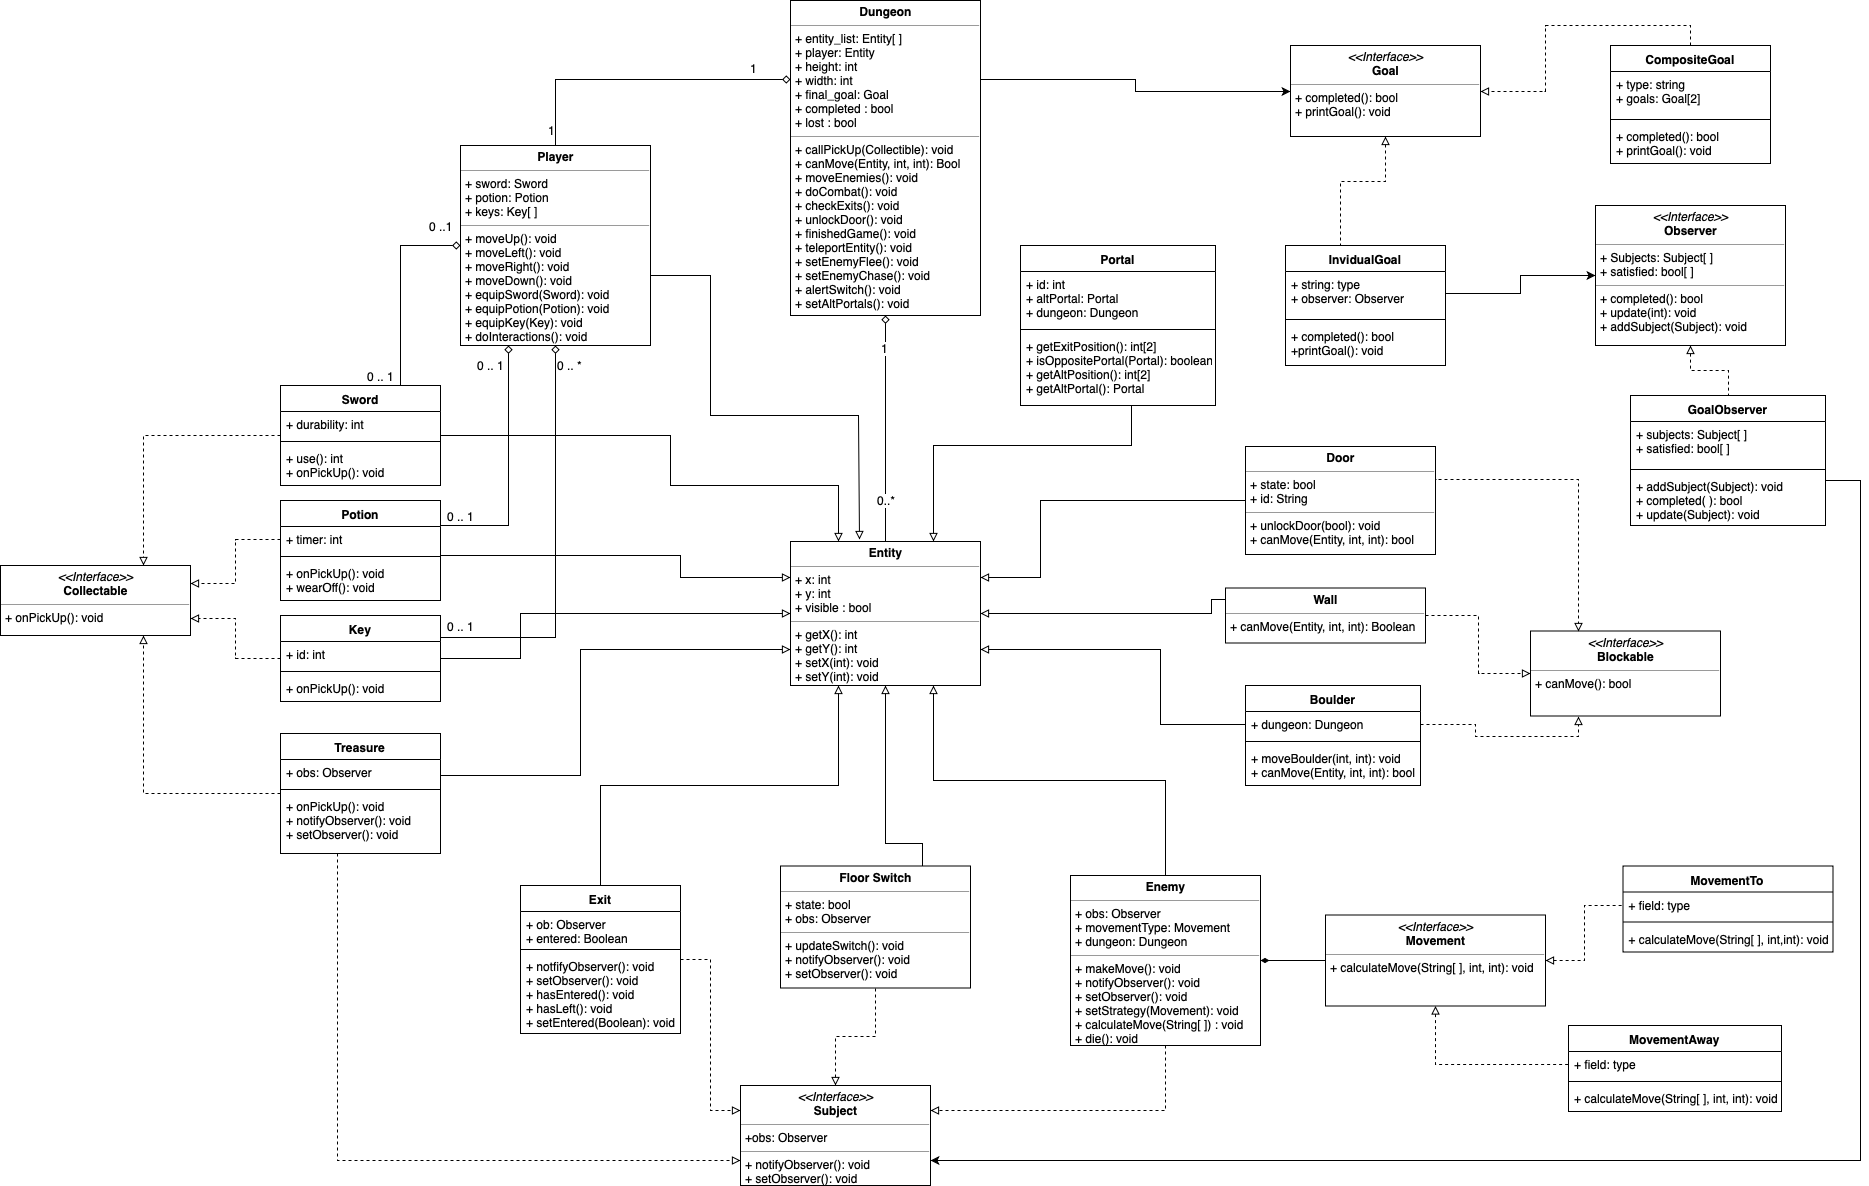 Dungeon
+ entity_list: Entity[ ]
+ player: Entity
+ height: int
+ width: int
+ final_goal: Goal
+ completed : bool
+ lost : bool
+ callPickUp(Collectible): void
+ canMove(Entity, int, int): Bool
+ moveEnemies(): void
+ doCombat(): void
+ checkExits(): void
+ unlockDoor(): void
+ finishedGame(): void
+ teleportEntity(): void
+ setEnemyFlee(): void
+ setEnemyChase(): void
+ alertSwitch(): void
+ setAltPortals(): void
<<Interface>>
Goal
+ completed(): bool
+ printGoal(): void
CompositeGoal
+ type: string
+ goals: Goal[2]
+ completed(): bool
+ printGoal(): void
1
1
Player
+ sword: Sword
+ potion: Potion
+ keys: Key[ ]
+ moveUp(): void
+ moveLeft(): void
+ moveRight(): void
+ moveDown(): void
+ equipSword(Sword): void
+ equipPotion(Potion): void
+ equipKey(Key): void
+ doInteractions(): void
0 ..1
0 .. 1
0 .. 1
0 .. *
1
0..*
Portal
+ id: int
+ altPortal: Portal
+ dungeon: Dungeon
+ getExitPosition(): int[2]
+ isOppositePortal(Portal): boolean
+ getAltPosition(): int[2]
+ getAltPortal(): Portal
InvidualGoal
+ string: type
+ observer: Observer
+ completed(): bool
+printGoal(): void
<<Interface>>
Observer
+ Subjects: Subject[ ]
+ satisfied: bool[ ]
+ completed(): bool
+ update(int): void
+ addSubject(Subject): void
GoalObserver
+ subjects: Subject[ ]
+ satisfied: bool[ ]
+ addSubject(Subject): void
+ completed( ): bool
+ update(Subject): void
Sword
+ durability: int
+ use(): int
+ onPickUp(): void
Potion
+ timer: int
+ onPickUp(): void
+ wearOff(): void
0 .. 1
<<Interface>>
Collectable
+ onPickUp(): void
Key
+ id: int
+ onPickUp(): void
0 .. 1
Treasure
+ obs: Observer
+ onPickUp(): void
+ notifyObserver(): void
+ setObserver(): void
Entity
+ x: int
+ y: int
+ visible : bool
+ getX(): int
+ getY(): int
+ setX(int): void
+ setY(int): void
Door
+ state: bool
+ id: String
+ unlockDoor(bool): void
+ canMove(Entity, int, int): bool
Wall
+ canMove(Entity, int, int): Boolean
<<Interface>>
Blockable
+ canMove(): bool
Boulder
+ dungeon: Dungeon
+ moveBoulder(int, int): void
+ canMove(Entity, int, int): bool
Exit
+ ob: Observer
+ entered: Boolean
+ notfifyObserver(): void
+ setObserver(): void
+ hasEntered(): void
+ hasLeft(): void
+ setEntered(Boolean): void
Floor Switch
+ state: bool
+ obs: Observer
+ updateSwitch(): void
+ notifyObserver(): void
+ setObserver(): void
Enemy
+ obs: Observer
+ movementType: Movement
+ dungeon: Dungeon
+ makeMove(): void
+ notifyObserver(): void
+ setObserver(): void
+ setStrategy(Movement): void
+ calculateMove(String[ ]) : void
+ die(): void
<<Interface>>
Movement
+ calculateMove(String[ ], int, int): void
MovementTo
+ field: type
+ calculateMove(String[ ], int,int): void
MovementAway
+ field: type
+ calculateMove(String[ ], int, int): void
<<Interface>>
Subject
+obs: Observer
+ notifyObserver(): void
+ setObserver(): void